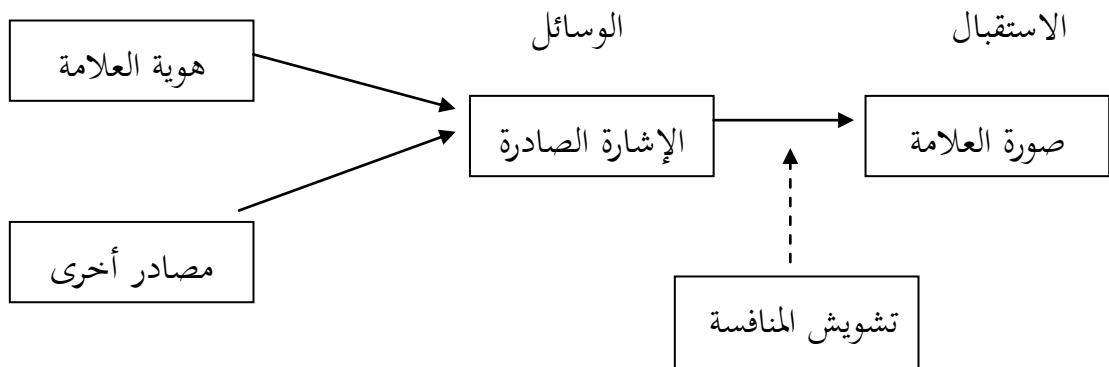 الاستقبال
الوسائل
هوية العلامة
الإشارة الصادرة
صورة العلامة
مصادر أخرى
تشويش المنافسة